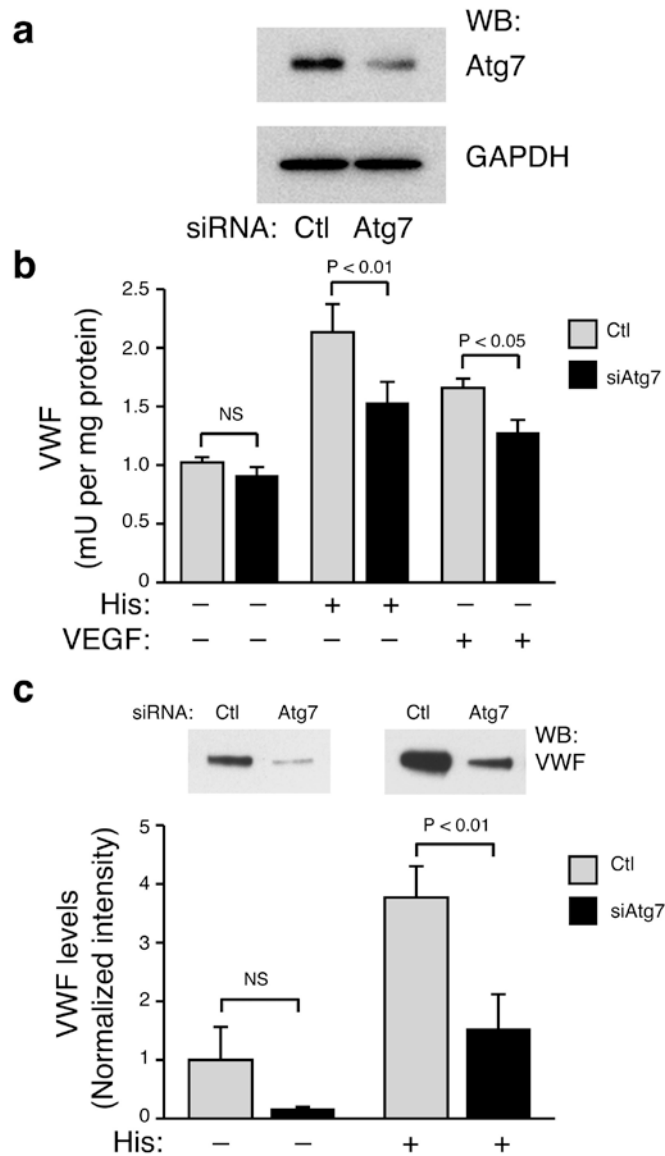 a
WB:
Atg7
GAPDH
siRNA: Ctl Atg7
b
P < 0.01
2.5
Ctl
P < 0.05
2.0
siAtg7
VWF
(mU per mg protein)
1.5
NS
1.0
0.5
0
His: – – + + – –
VEGF: – – – – + +
c
siRNA: Ctl Atg7 Ctl Atg7
WB:
VWF
5
P < 0.01
Ctl
4
siAtg7
VWF levels
(Normalized intensity)
3
2
NS
1
0
His: – – + +